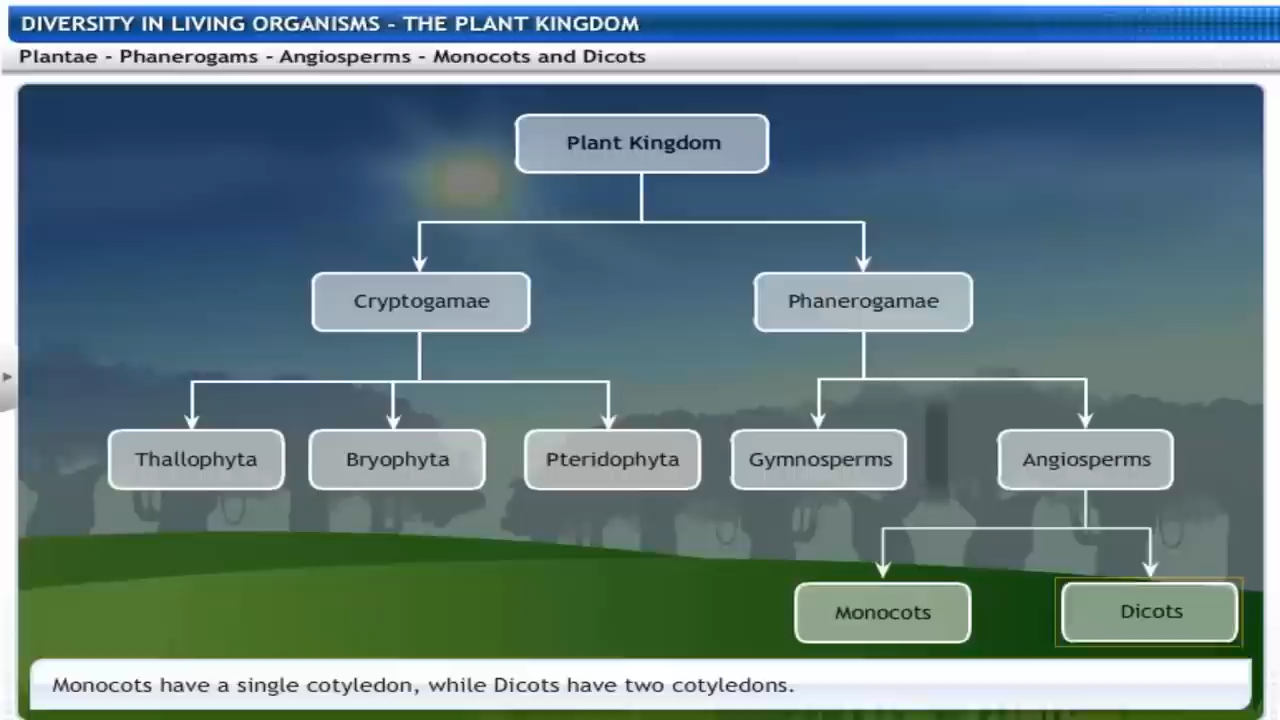 DIVERSITY IN LIVING ORGANISMS - THE PLANT KINGDOM
Plantae - Phanerogams - Angiosperms - Monocots and Dicots
Plant Kingdom
Cryptogamae
Phanerogamae
Thallophyta
Bryophyta
Pteridophyta
Gymnosperms
Angiosperms
Monocots
Dicots
Monocots have a single cotyledon, while Dicots have two cotyledons.